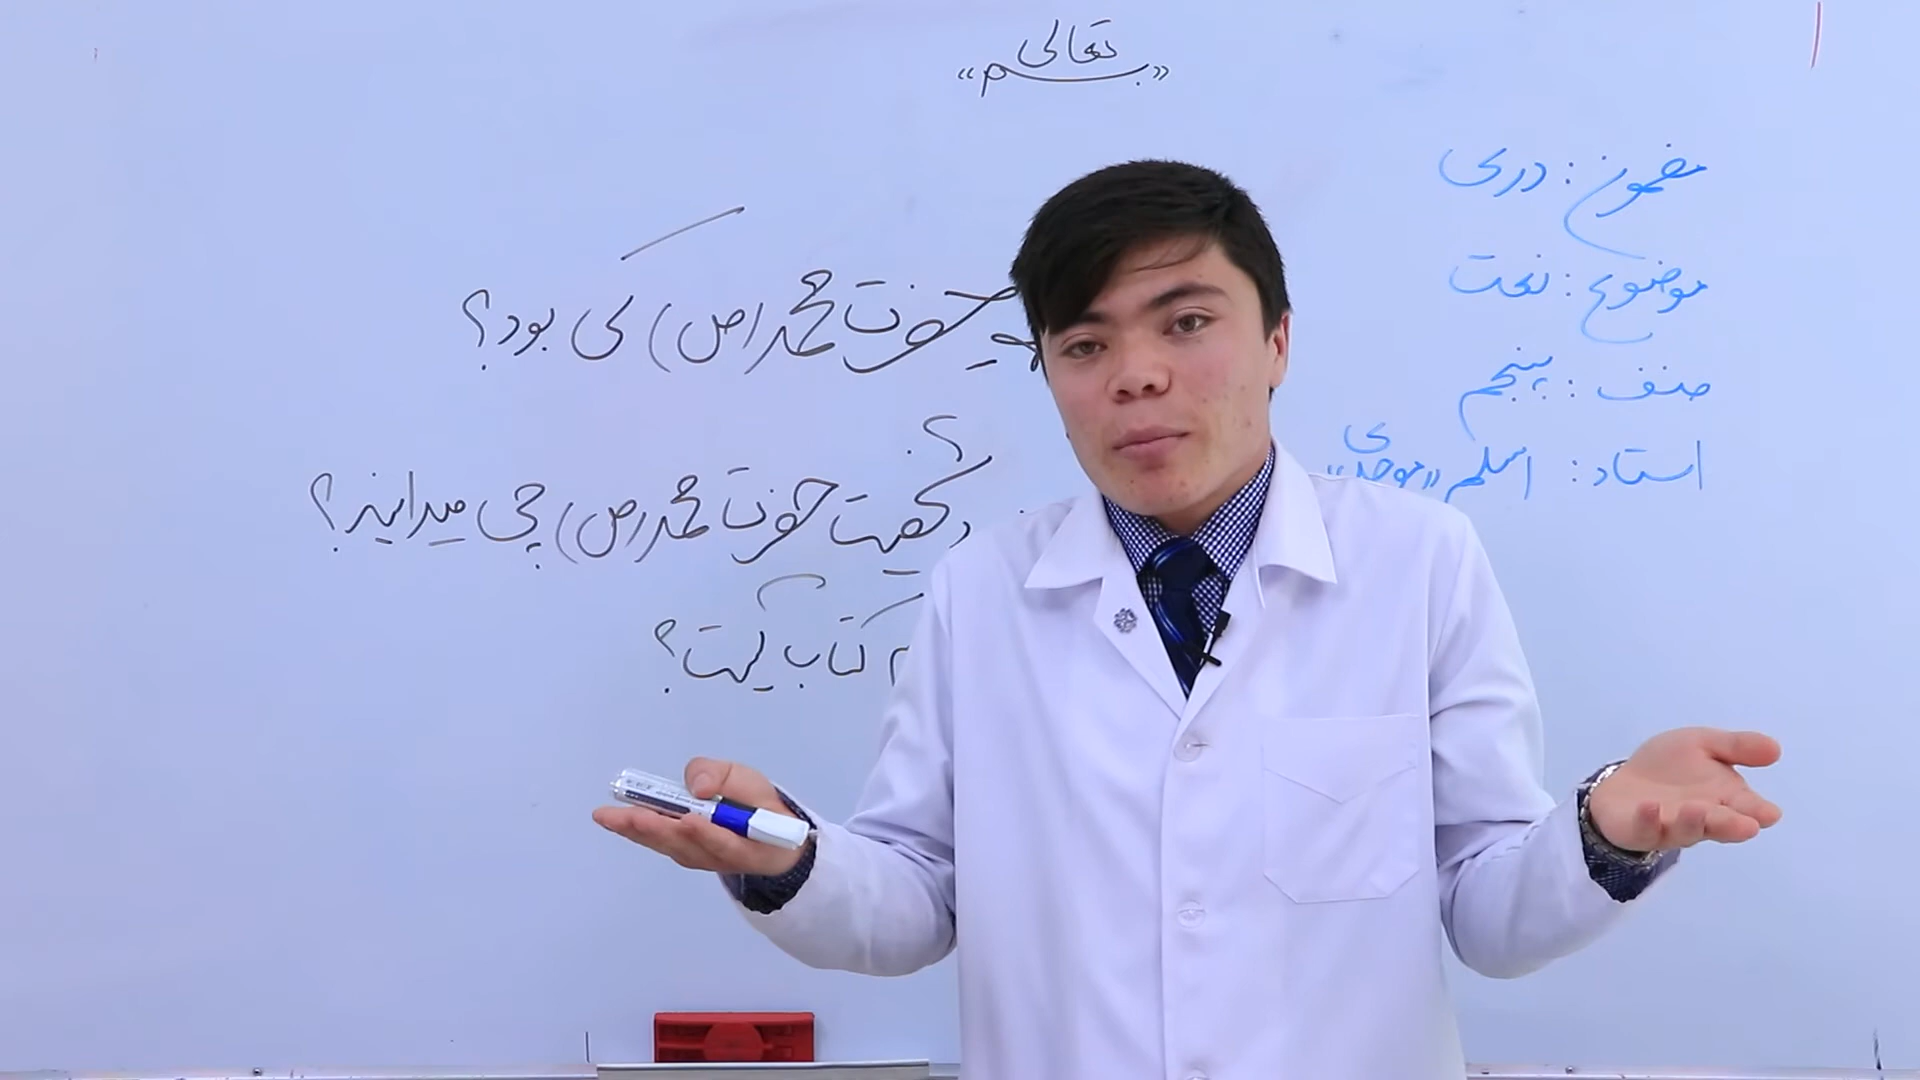 «بسم تعالی»
مضمون: دری
موضوع: نعت
صنف: پنجم
استاد: اسلم «موحدی»
حضرت محمد (ص) کی بود؟
حضرت محمد (ص) چی میدانید؟
کتاب کیست؟